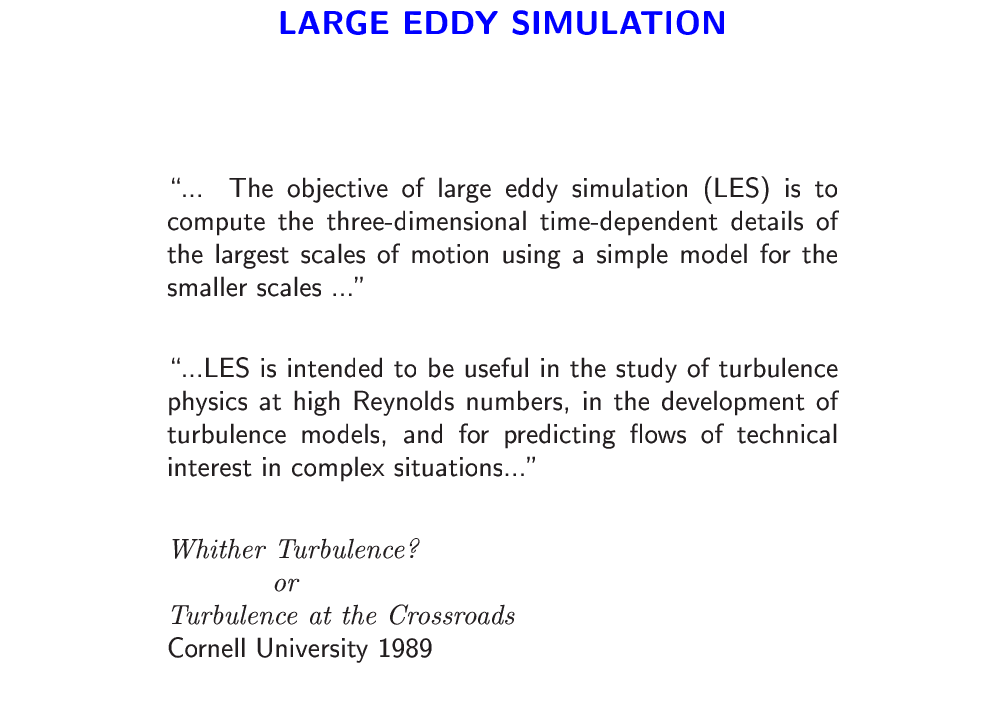 LARGE EDDY SIMULATION
“... The objective of large eddy simulation (LES) is to
compute the three-dimensional time-dependent details of
the largest scales of motion using a simple model for the
smaller scales ...”
“...LES is intended to be useful in the study of turbulence
physics at high Reynolds numbers, in the development of
turbulence models, and for predicting flows of technical
interest in complex situations...”
Whither Turbulence?
or
Turbulence at the Crossroads
Cornell University 1989